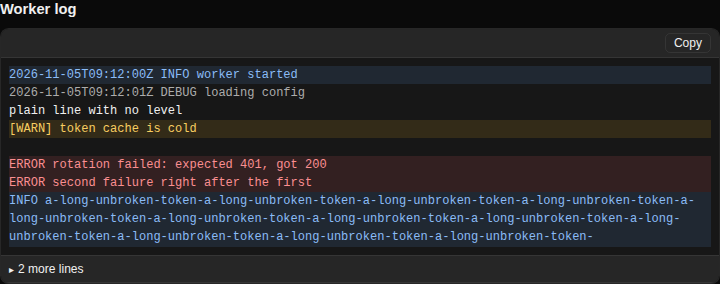 Worker log
Copy
2026-11-05T09:12:00Z INFO worker started
2026-11-05T09:12:01Z DEBUG loading config
plain line with no level
[WARN] token cache is cold
ERROR rotation failed: expected 401, got 200
ERROR second failure right after the first
INFO a-long-unbroken-token-a-long-unbroken-token-a-long-unbroken-token-a-long-unbroken-token-a-
long-unbroken-token-a-long-unbroken-token-a-long-unbroken-token-a-long-unbroken-token-a-long-
unbroken-token-a-long-unbroken-token-a-long-unbroken-token-a-long-unbroken-token-
▸ 2 more lines